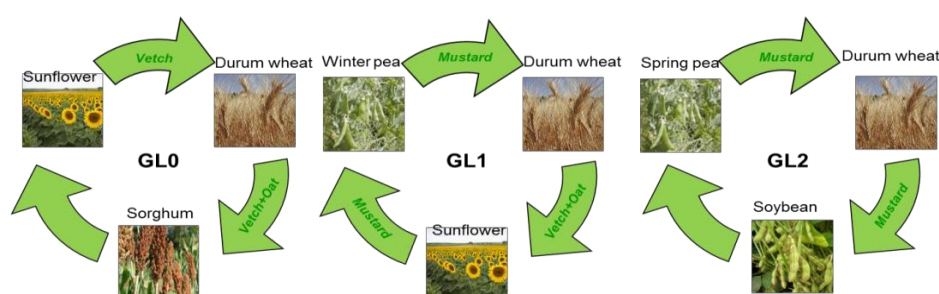 Vetch
Sunflower
Durum wheat
GL0
Vetch+Oat
Sorghum
Mustard
Winter pea
Durum wheat
GL1
Mustard
Vetch+Oat
Sunflower
Mustard
Spring pea
Durum wheat
GL2
Mustard
Soybean